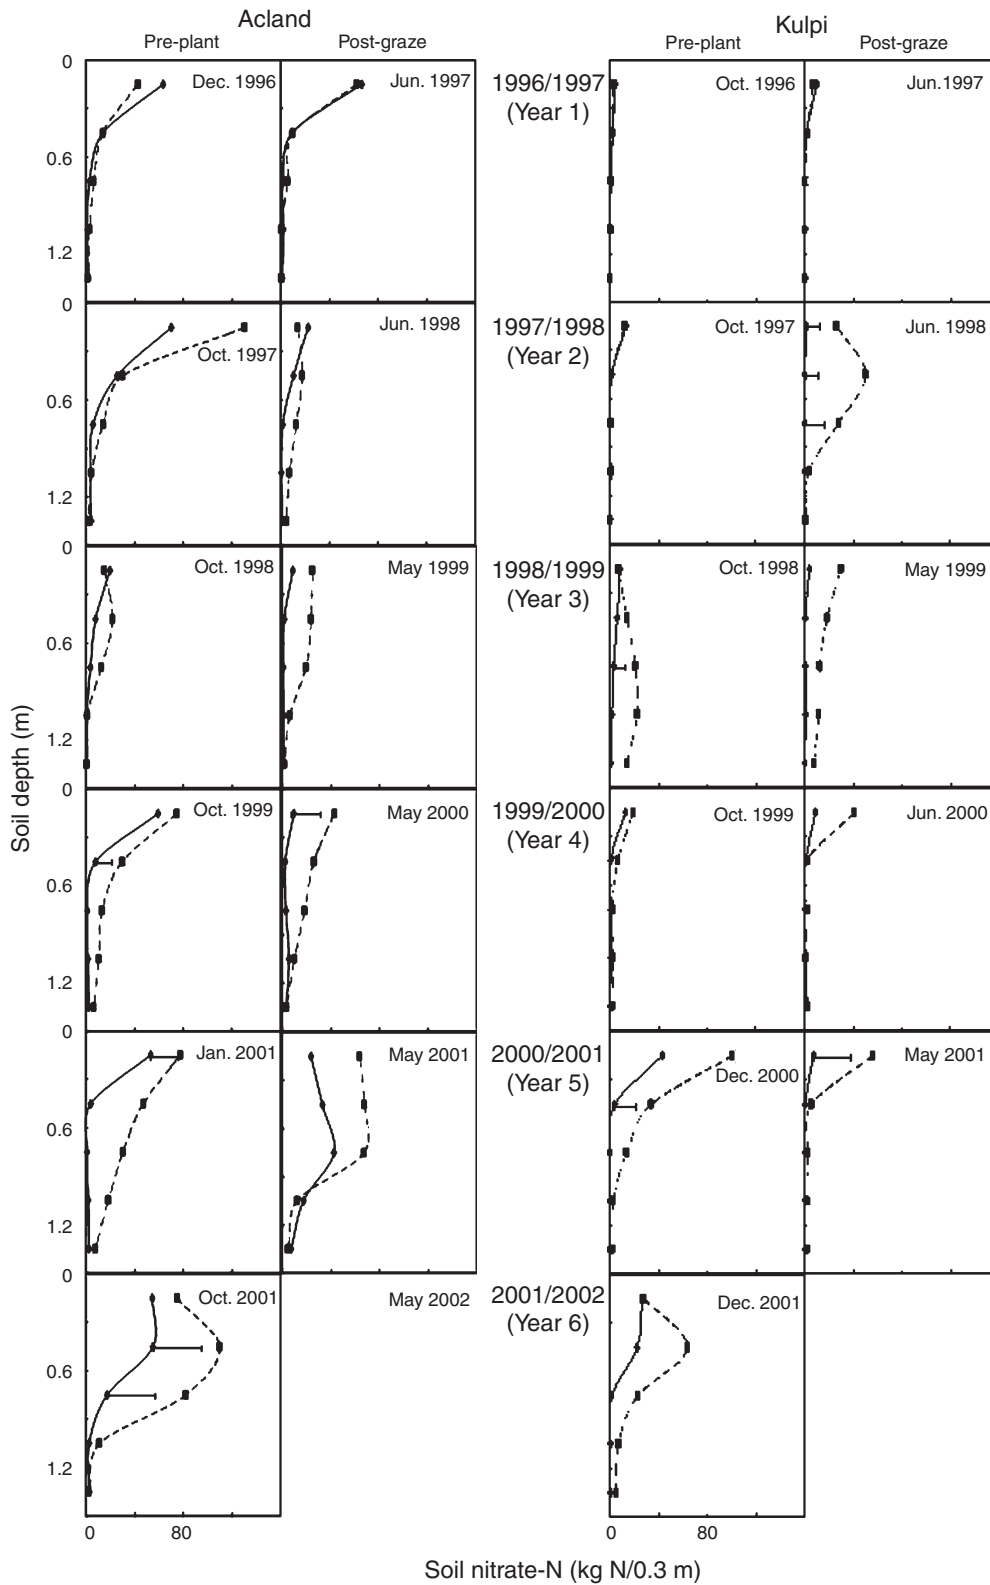 Acland
Kulpi
Pre-plant
Post-graze
Pre-plant
Post-graze
0
Dec. 1996
Jun. 1997
1996/1997
(Year 1)
Oct. 1996
Jun.1997
0.6
1.2
0
Oct. 1997
Jun. 1998
1997/1998
(Year 2)
Oct. 1997
Jun. 1998
0.6
1.2
0
Oct. 1998
May 1999
1998/1999
(Year 3)
Oct. 1998
May 1999
0.6
1.2
0
Oct. 1999
May 2000
1999/2000
(Year 4)
Oct. 1999
Jun. 2000
0.6
1.2
0
Jan. 2001
May 2001
2000/2001
(Year 5)
Dec. 2000
May 2001
0.6
1.2
0
Oct. 2001
May 2002
2001/2002
(Year 6)
Dec. 2001
0.6
1.2
0
80
0
80
Soil depth (m)
Soil nitrate-N (kg N/0.3 m)